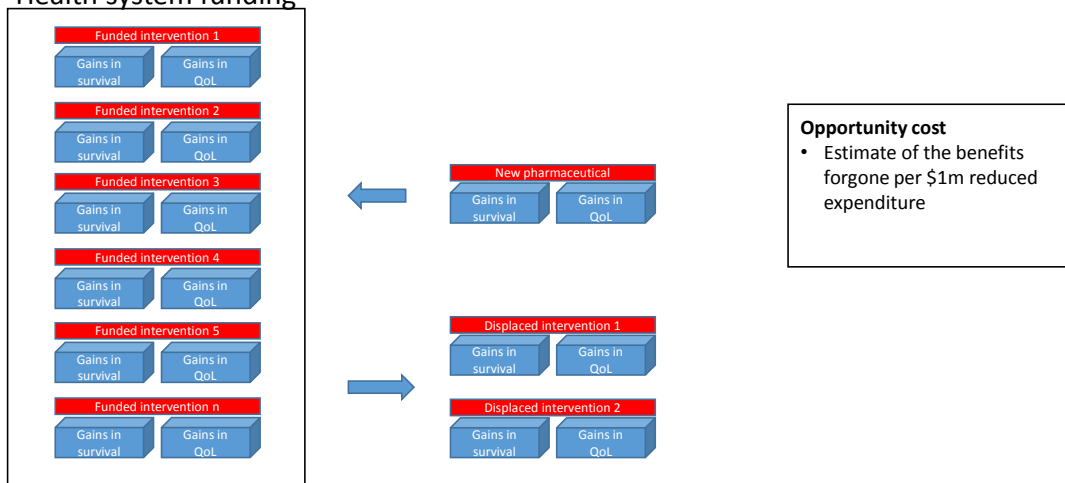 Health system funding
Funded intervention 1
Gains in
survival
Gains in
QoL
Funded intervention 2
Gains in
survival
Gains in
QoL
Funded intervention 3
Gains in
survival
Gains in
QoL
Funded intervention 4
Gains in
survival
Gains in
QoL
Funded intervention 5
Gains in
survival
Gains in
QoL
Funded intervention n
Gains in
survival
Gains in
QoL
New pharmaceutical
Gains in
survival
Gains in
QoL
Displaced intervention 1
Gains in
survival
Gains in
QoL
Displaced intervention 2
Gains in
survival
Gains in
QoL
Opportunity cost
• Estimate of the benefits
forgone per $1m reduced
expenditure